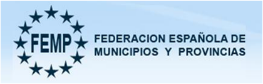 FEMP
FEDERACION ESPAÑOLA DE
MUNICIPIOS Y PROVINCIAS